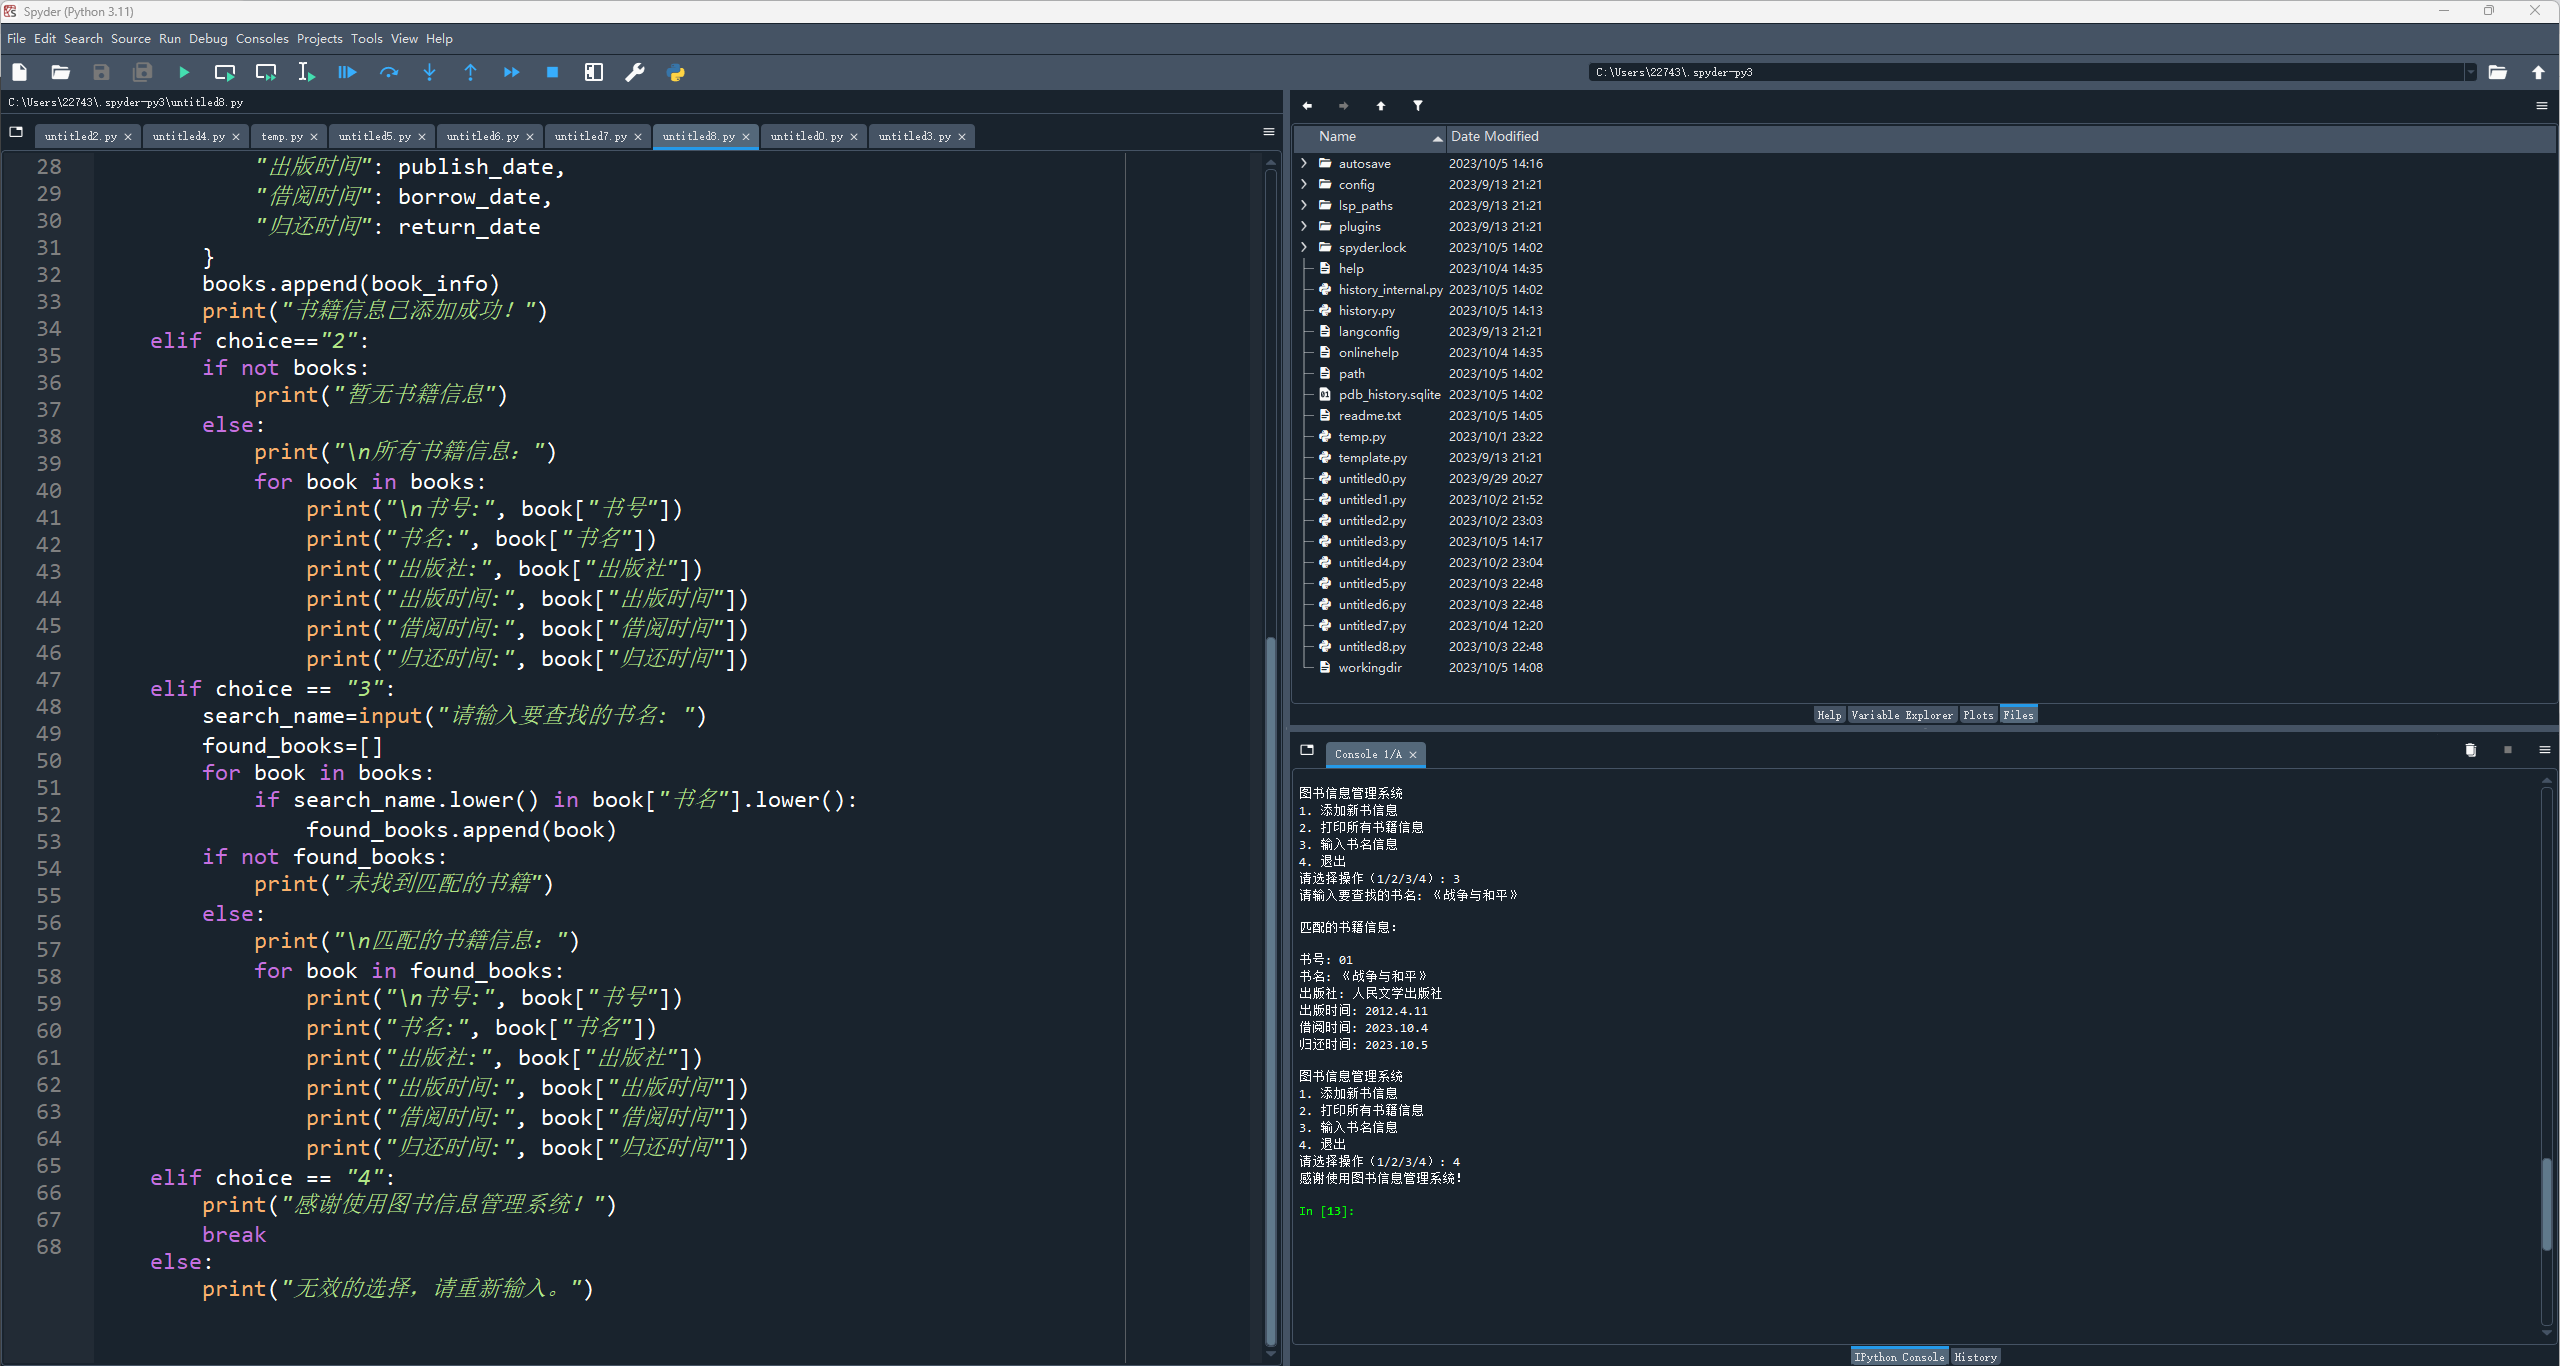 Spyder (Python 3.11)
File Edit Search Source Run Debug Consoles Projects Tools View Help
C:\Users\22743\.spyder-py3
C:\Users\22743\.spyder-py3\untitled8.py
untitled2.py untitled4.py temp.py untitled5.py untitled6.py untitled7.py untitled8.py untitled0.py untitled3.py
28 "出版时间": publish_date,
29 "借阅时间": borrow_date,
30 "归还时间": return_date
31 }
32 books.append(book_info)
33 print("书籍信息已添加成功！")
34 elif choice=="2":
35 if not books:
36 print("暂无书籍信息")
37 else:
38 print("\n所有书籍信息：")
39 for book in books:
40 print("\n书号:", book["书号"])
41 print("书名:", book["书名"])
42 print("出版社:", book["出版社"])
43 print("出版时间:", book["出版时间"])
44 print("借阅时间:", book["借阅时间"])
45 print("归还时间:", book["归还时间"])
46 elif choice == "3":
47 search_name=input("请输入要查找的书名: ")
48 found_books=[]
49 for book in books:
50 if search_name.lower() in book["书名"].lower():
51 found_books.append(book)
52 if not found_books:
53 print("未找到匹配的书籍")
54 else:
55 print("\n匹配的书籍信息：")
56 for book in found_books:
57 print("\n书号:", book["书号"])
58 print("书名:", book["书名"])
59 print("出版社:", book["出版社"])
60 print("出版时间:", book["出版时间"])
61 print("借阅时间:", book["借阅时间"])
62 print("归还时间:", book["归还时间"])
63 elif choice == "4":
64 print("感谢使用图书信息管理系统！")
65 break
66 else:
67 print("无效的选择，请重新输入。")
68
Name Date Modified
autosave 2023/10/5 14:16
config 2023/9/13 21:21
lsp_paths 2023/9/13 21:21
plugins 2023/9/13 21:21
spyder.lock 2023/10/5 14:02
help 2023/10/4 14:35
history_internal.py 2023/10/5 14:02
history.py 2023/10/5 14:13
langconfig 2023/9/13 21:21
onlinehelp 2023/10/4 14:35
path 2023/10/5 14:02
pdb_history.sqlite 2023/10/5 14:02
readme.txt 2023/10/5 14:05
temp.py 2023/10/1 23:22
template.py 2023/9/13 21:21
untitled0.py 2023/9/29 20:27
untitled1.py 2023/10/2 21:52
untitled2.py 2023/10/2 23:03
untitled3.py 2023/10/5 14:17
untitled4.py 2023/10/2 23:04
untitled5.py 2023/10/3 22:48
untitled6.py 2023/10/3 22:48
untitled7.py 2023/10/4 12:20
untitled8.py 2023/10/3 22:48
workingdir 2023/10/5 14:08
Help Variable Explorer Plots Files
Console 1/A
图书信息管理系统
1. 添加新书信息
2. 打印所有书籍信息
3. 输入书名信息
4. 退出
请选择操作（1/2/3/4）: 3
请输入要查找的书名: 《战争与和平》
匹配的书籍信息：
书号: 01
书名: 《战争与和平》
出版社: 人民文学出版社
出版时间: 2012.4.11
借阅时间: 2023.10.4
归还时间: 2023.10.5
图书信息管理系统
1. 添加新书信息
2. 打印所有书籍信息
3. 输入书名信息
4. 退出
请选择操作（1/2/3/4）: 4
感谢使用图书信息管理系统！
In [13]:
IPython Console History